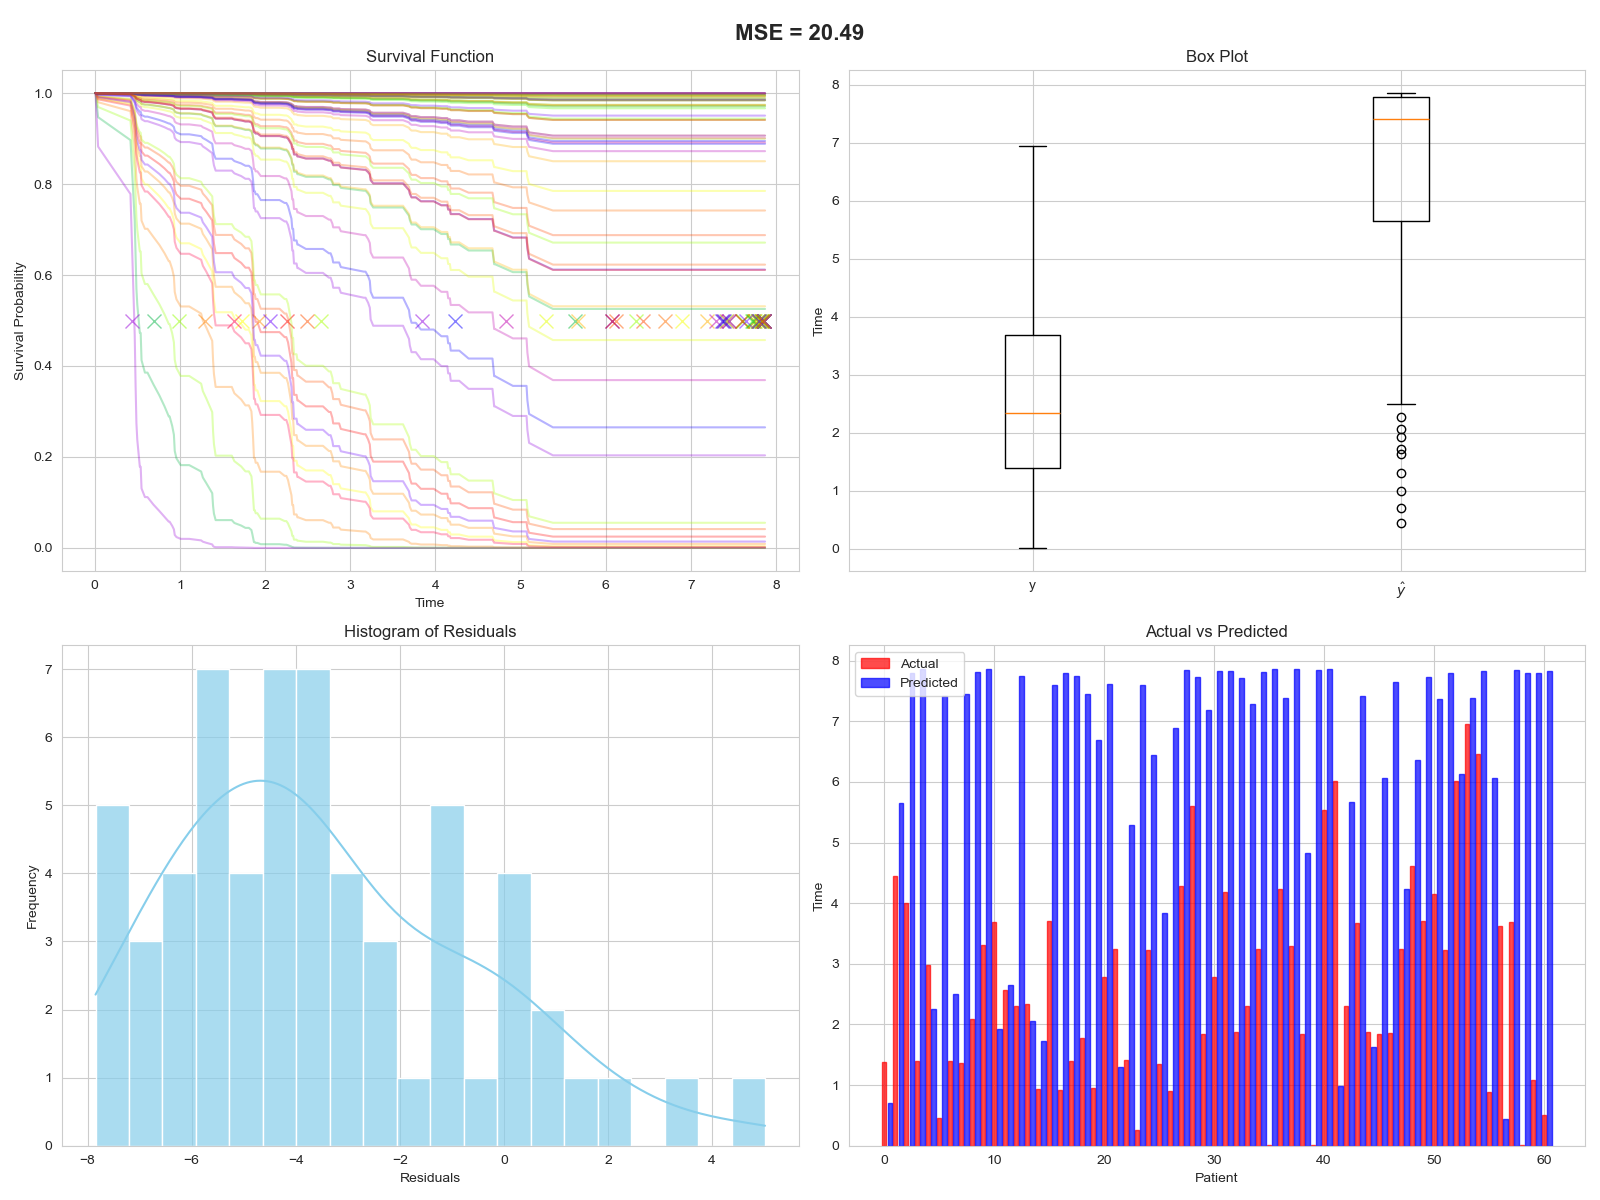 MSE = 20.49
Survival Function
Survival Probability
1.0
0.8
0.6
0.4
0.2
0.0
0 1 2 3 4 5 6 7 8
Time
Box Plot
Time
8
7
6
5
4
3
2
1
0
y ŷ
Histogram of Residuals
Frequency
7
6
5
4
3
2
1
0
−8 −6 −4 −2 0 2 4
Residuals
Actual vs Predicted
Actual
Predicted
Time
8
7
6
5
4
3
2
1
0
0 10 20 30 40 50 60
Patient